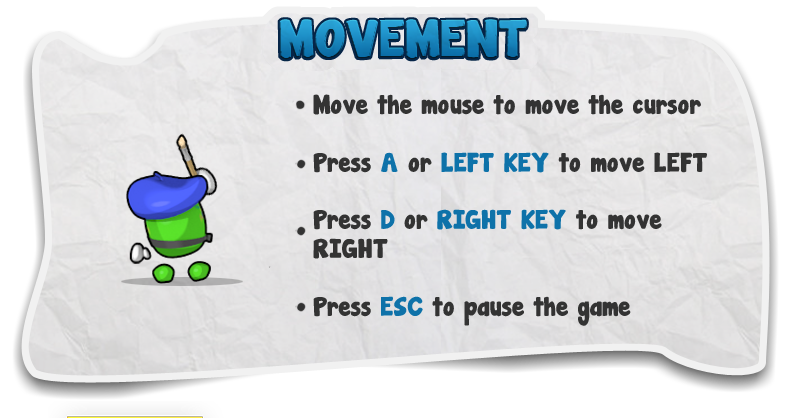 MOVEMENT
• Move the mouse to move the cursor
• Press A or LEFT KEY to move LEFT
• Press D or RIGHT KEY to move
RIGHT
• Press ESC to pause the game